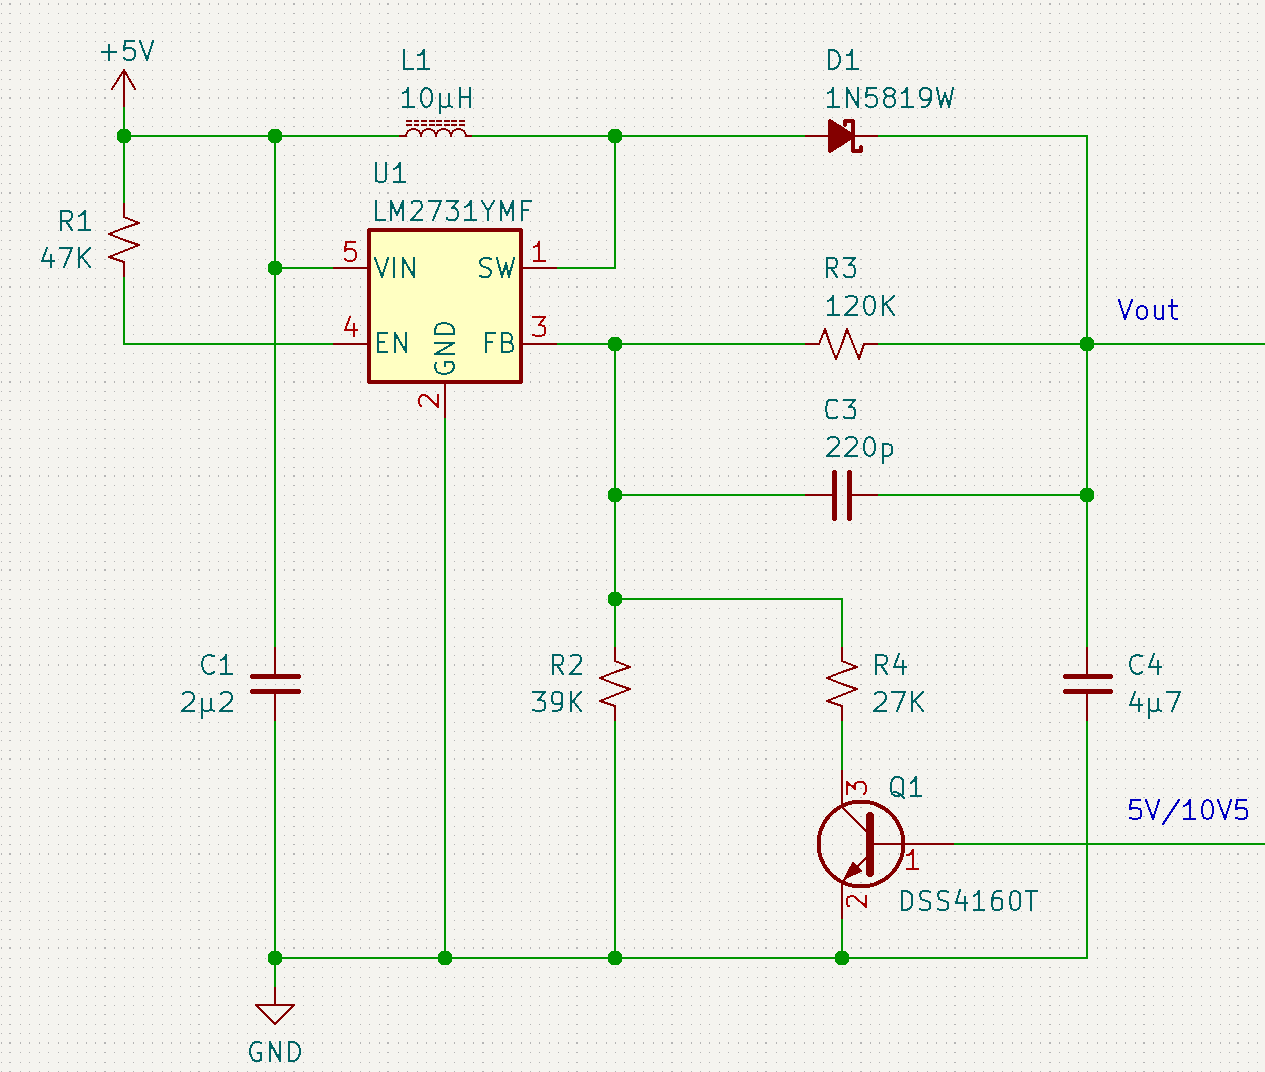 +5V
L1
10µH
D1
1N5819W
U1
LM2731YMF
R1
47K
5
VIN
SW
1
4
EN
GND
FB
3
2
R3
120K
Vout
C3
220p
C1
2µ2
R2
39K
R4
27K
C4
4µ7
3
Q1
5V/10V5
1
2
DSS4160T
GND